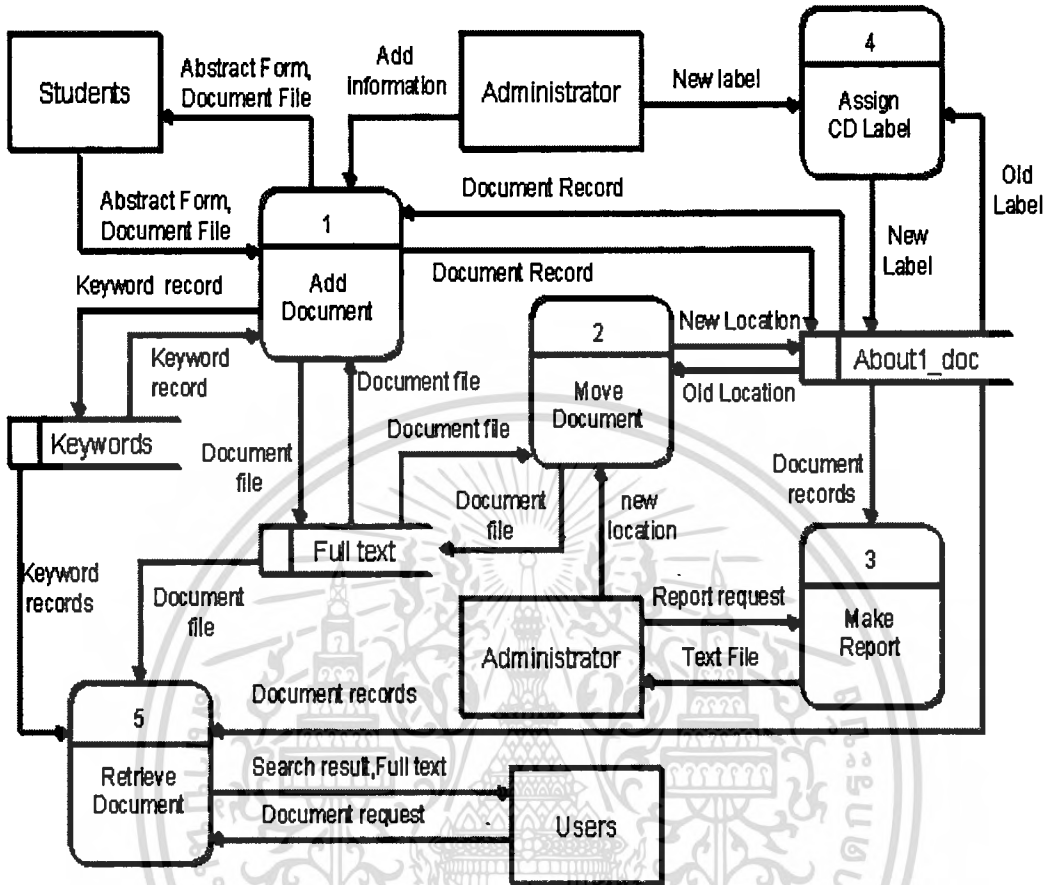 Students
Abstract Form,
Document File
Add
Information
Administrator
New label
4
Assign
CD Label
Abstract Form,
Document File
1
Add
Document
Document Record
Document Record
Old
Label
New
Label
Keyword record
Keyword
record
Keywords
Document file
Document
file
Document file
2
Move
Document
New Location
Old Location
About1_doc
Document
records
Full text
Document
file
new
location
3
Make
Report
Keyword
records
Document
file
Administrator
Report request
Text File
5
Retrieve
Document
Document records
Search result,Full text
Document request
Users